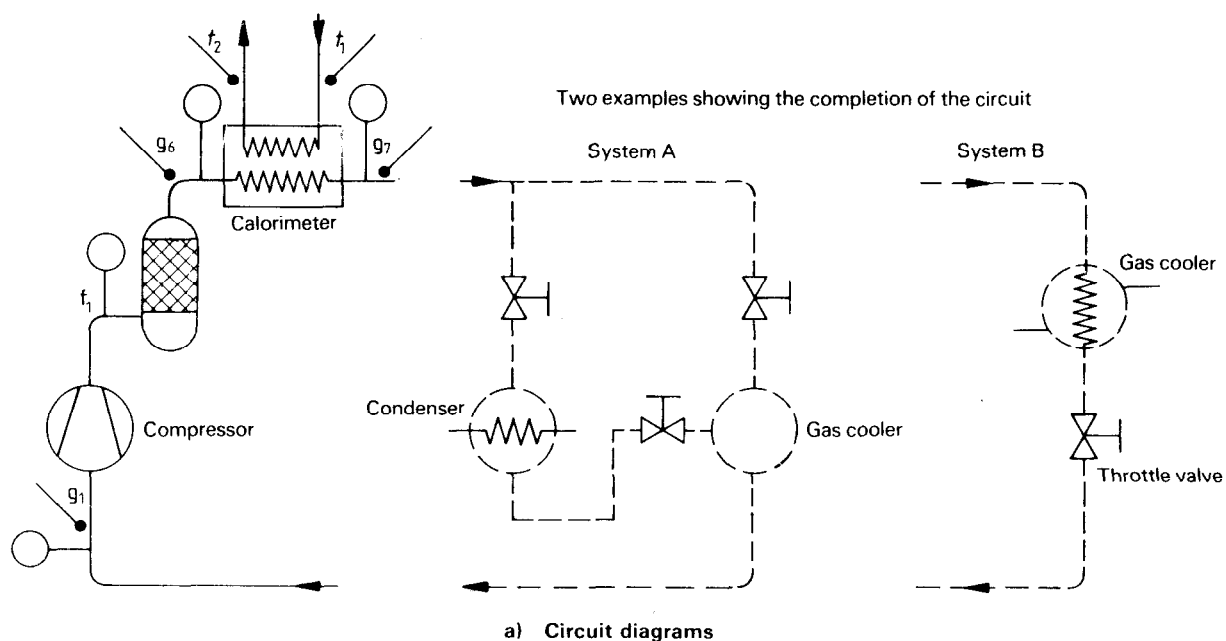 t₂
t₁
Two examples showing the completion of the circuit
g₆
g₇
System A
System B
Calorimeter
Gas cooler
f₁
Condenser
Compressor
Gas cooler
Throttle valve
g₁
a) Circuit diagrams